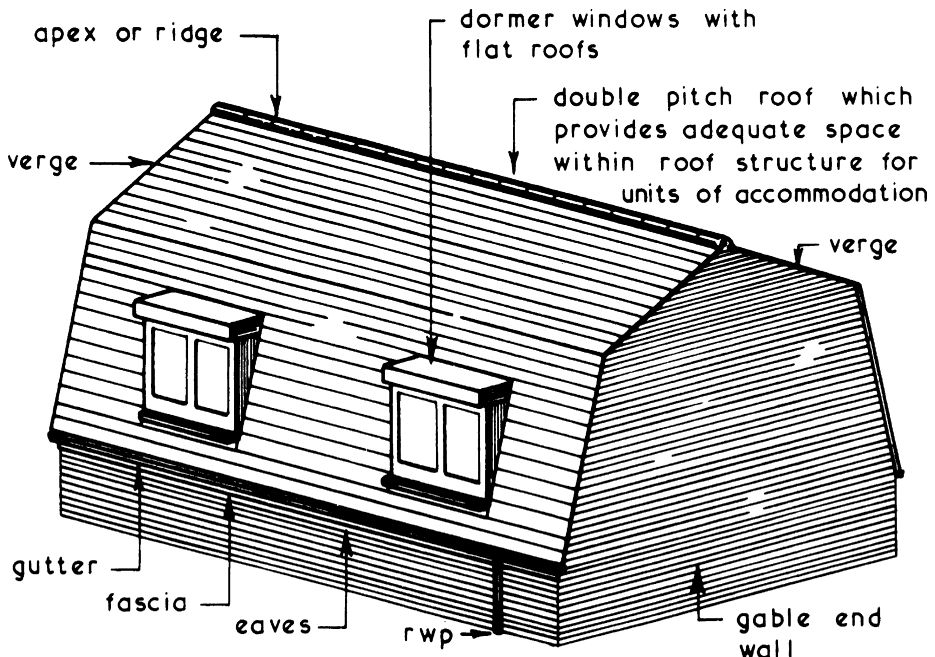 apex or ridge
dormer windows with
flat roofs
double pitch roof which
provides adequate space
within roof structure for
units of accommodation
verge
verge
gutter
fascia
eaves
rwp
gable end
wall